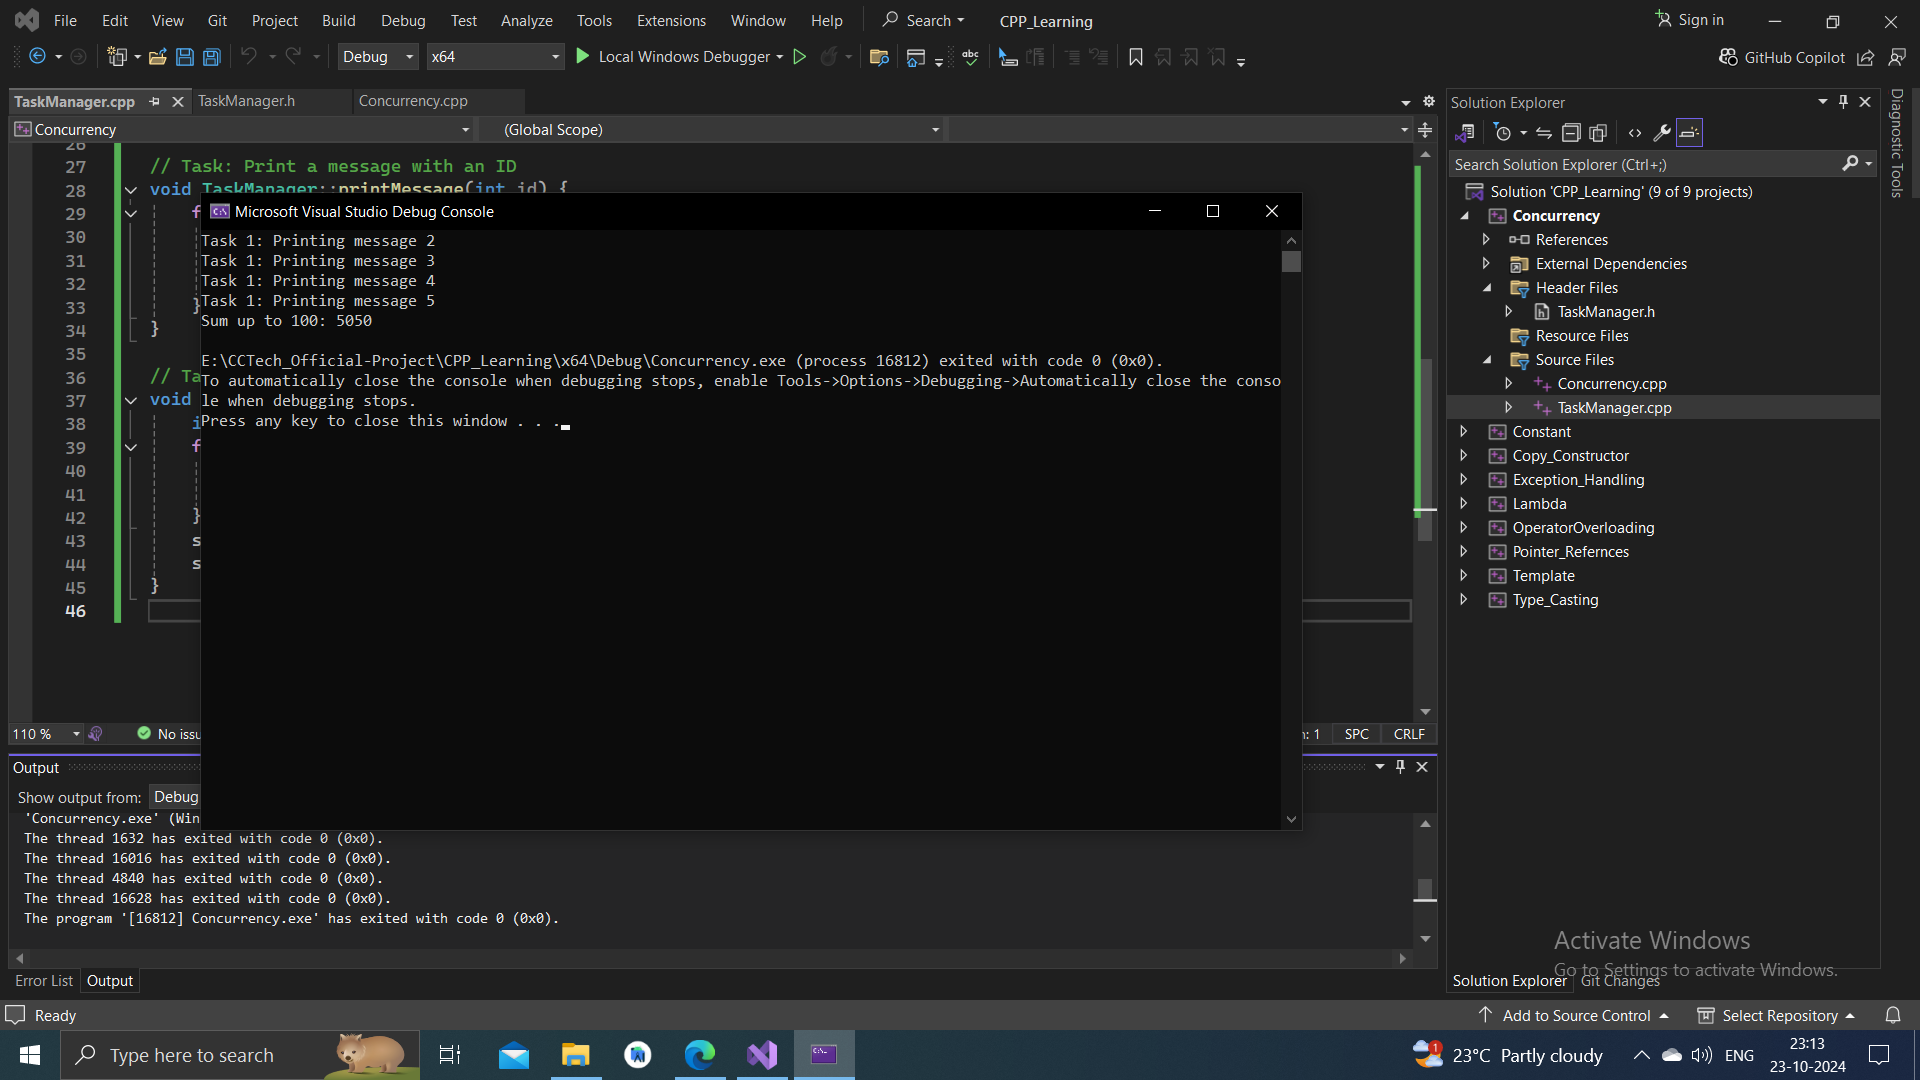 File Edit View Git Project Build Debug Test Analyze Tools Extensions Window Help Search CPP_Learning Sign in
Debug x64 Local Windows Debugger GitHub Copilot
TaskManager.cpp TaskManager.h Concurrency.cpp
Concurrency (Global Scope)
26
27 // Task: Print a message with an ID
28 void TaskManager::printMessage(int id) {
29 f
30
31
32
33 }
34 }
35
36 // Ta
37 void
38 i
39 f
40
41
42 }
43 s
44 s
45 }
46
Microsoft Visual Studio Debug Console
Task 1: Printing message 2
Task 1: Printing message 3
Task 1: Printing message 4
Task 1: Printing message 5
Sum up to 100: 5050
E:\CCTech_Official-Project\CPP_Learning\x64\Debug\Concurrency.exe (process 16812) exited with code 0 (0x0).
To automatically close the console when debugging stops, enable Tools->Options->Debugging->Automatically close the conso
le when debugging stops.
Press any key to close this window . . .
110 % No issu : 1 SPC CRLF
Output
Show output from: Debug
'Concurrency.exe' (Win
The thread 1632 has exited with code 0 (0x0).
The thread 16016 has exited with code 0 (0x0).
The thread 4840 has exited with code 0 (0x0).
The thread 16628 has exited with code 0 (0x0).
The program '[16812] Concurrency.exe' has exited with code 0 (0x0).
Error List Output
Solution Explorer
Search Solution Explorer (Ctrl+;)
Solution 'CPP_Learning' (9 of 9 projects)
Concurrency
References
External Dependencies
Header Files
TaskManager.h
Resource Files
Source Files
Concurrency.cpp
TaskManager.cpp
Constant
Copy_Constructor
Exception_Handling
Lambda
OperatorOverloading
Pointer_Refernces
Template
Type_Casting
Diagnostic Tools
Activate Windows
Go to Settings to activate Windows.
Solution Explorer Git Changes
Ready Add to Source Control Select Repository
Type here to search 1 23°C Partly cloudy ENG 23:13
23-10-2024